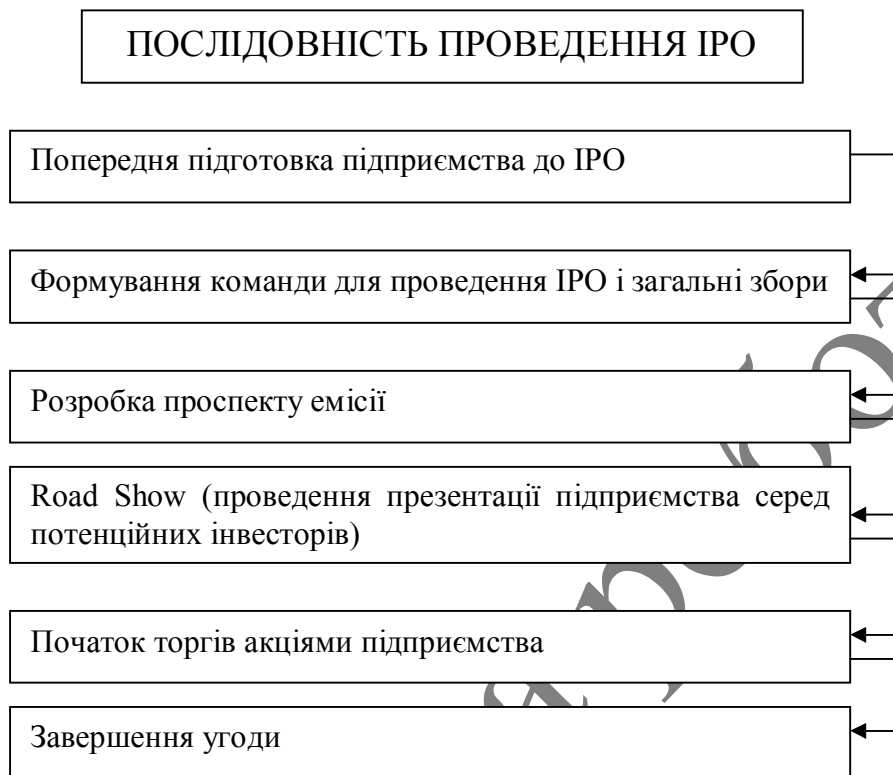 ПОСЛІДОВНІСТЬ ПРОВЕДЕННЯ ІРО
Попередня підготовка підприємства до ІРО
Формування команди для проведення ІРО і загальні збори
Розробка проспекту емісії
Road Show (проведення презентації підприємства серед
потенційних інвесторів)
Початок торгів акціями підприємства
Завершення угоди